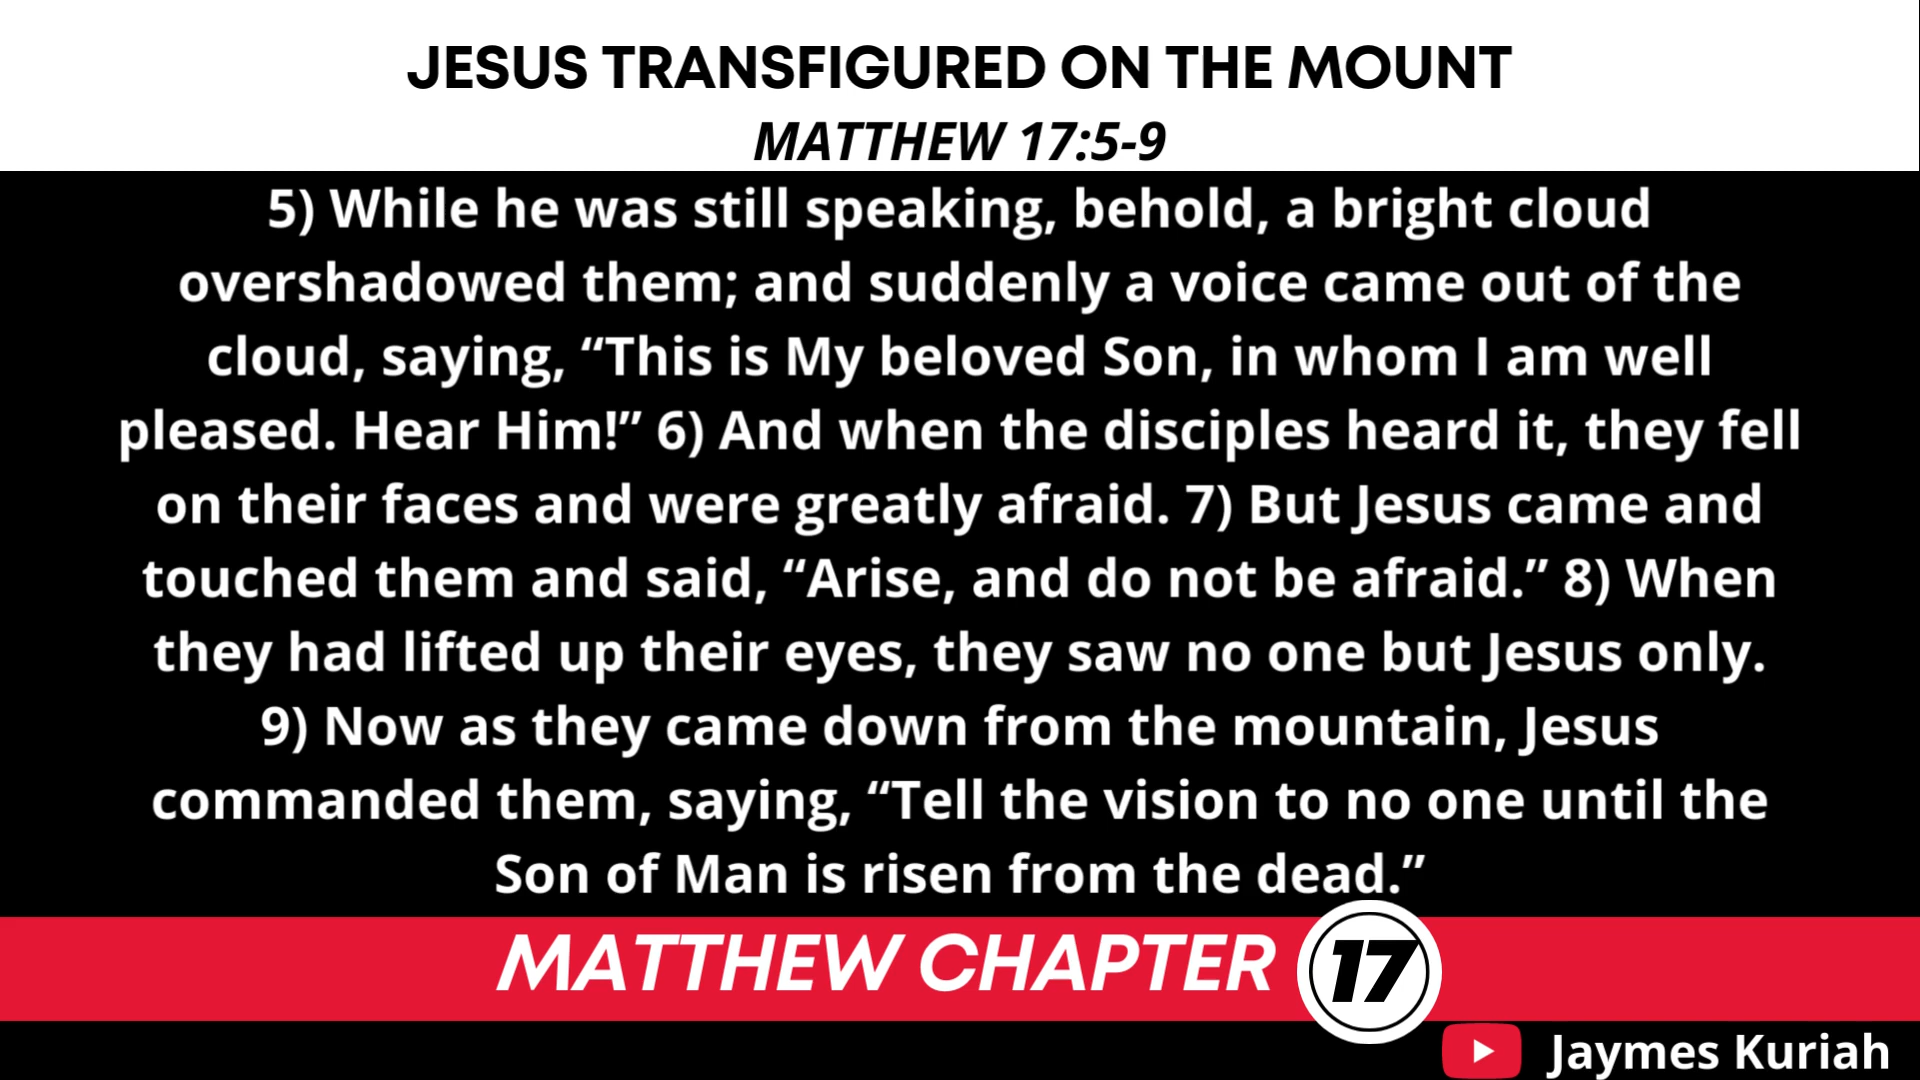 JESUS TRANSFIGURED ON THE MOUNT
MATTHEW 17:5-9
5) While he was still speaking, behold, a bright cloud
overshadowed them; and suddenly a voice came out of the
cloud, saying, “This is My beloved Son, in whom I am well
pleased. Hear Him!” 6) And when the disciples heard it, they fell
on their faces and were greatly afraid. 7) But Jesus came and
touched them and said, “Arise, and do not be afraid.” 8) When
they had lifted up their eyes, they saw no one but Jesus only.
9) Now as they came down from the mountain, Jesus
commanded them, saying, “Tell the vision to no one until the
Son of Man is risen from the dead.”
MATTHEW CHAPTER 17
Jaymes Kuriah